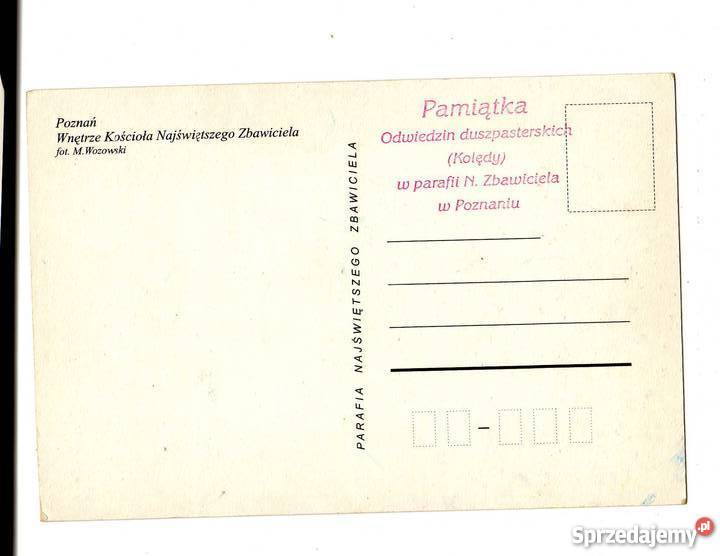 Poznań
Wnętrze Kościoła Najświętszego Zbawiciela
fot. M.Wozowski
PARAFIA NAJŚWIĘTSZEGO ZBAWICIELA
Pamiątka
Odwiedzin duszpasterskich
(Kolędy)
w parafii N. Zbawiciela
w Poznaniu
Sprzedajemy.pl